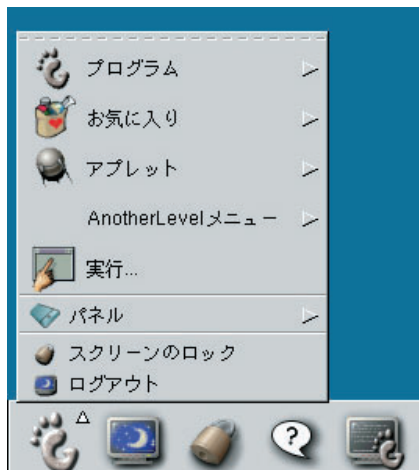 プログラム
お気に入り
アプレット
AnotherLevelメニュー
実行...
パネル
スクリーンのロック
ログアウト
?